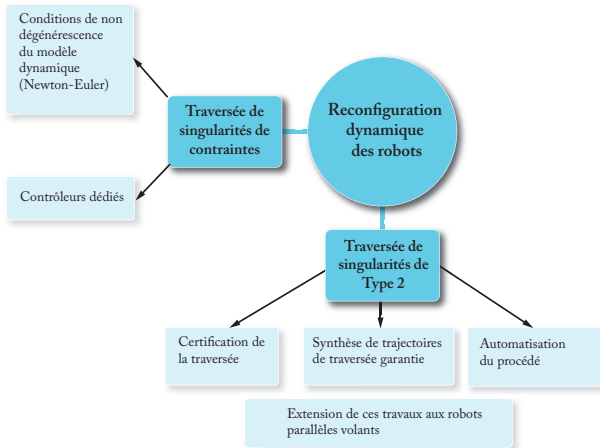 Conditions de non
dégénérescence
du modèle
dynamique
(Newton-Euler)
Traversée de
singularités de
contraintes
Reconfiguration
dynamique
des robots
Contrôleurs dédiés
Traversée de
singularités de
Type 2
Certification de
la traversée
Synthèse de trajectoires
de traversée garantie
Automatisation
du procédé
Extension de ces travaux aux robots
parallèles volants